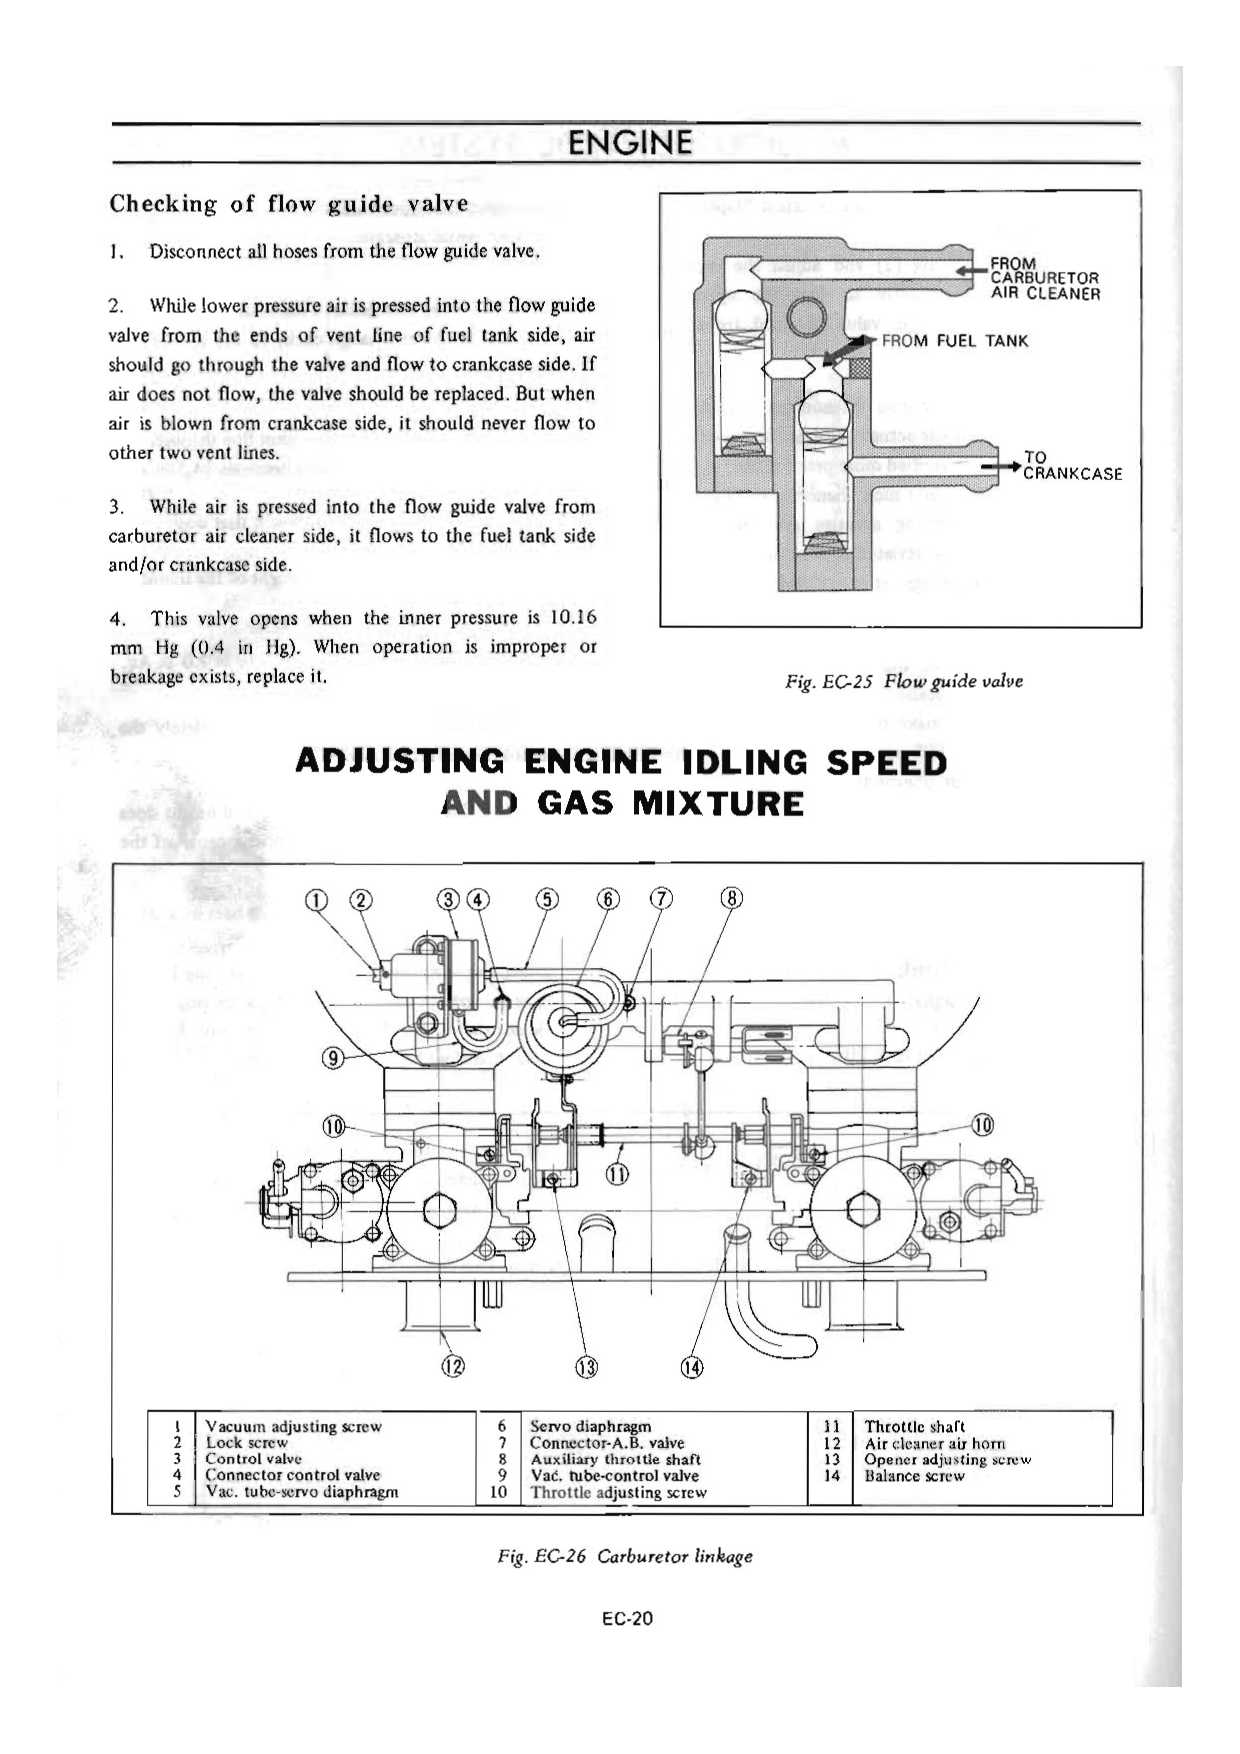 ENGINE
Checking of flow guide valve
1. Disconnect all hoses from the flow guide valve.
2. While lower pressure air is pressed into the flow guide
valve from the ends of vent line of fuel tank side, air
should go through the valve and flow to crankcase side. If
air does not flow, the valve should be replaced. But when
air is blown from crankcase side, it should never flow to
other two vent lines.
3. While air is pressed into the flow guide valve from
carburetor air cleaner side, it flows to the fuel tank side
and/or crankcase side.
4. This valve opens when the inner pressure is 10.16
mm Hg (0.4 in Hg). When operation is improper or
breakage exists, replace it.
FROM
CARBURETOR
AIR CLEANER
FROM FUEL TANK
TO
CRANKCASE
Fig. EC-25 Flow guide valve
ADJUSTING ENGINE IDLING SPEED
AND GAS MIXTURE
1 2 3 4 5 6 7 8
9
10 10
11
12 13 14
1 Vacuum adjusting screw
2 Lock screw
3 Control valve
4 Connector control valve
5 Vac. tube-servo diaphragm
6 Servo diaphragm
7 Connector-A.B. valve
8 Auxiliary throttle shaft
9 Vac. tube-control valve
10 Throttle adjusting screw
11 Throttle shaft
12 Air cleaner air horn
13 Opener adjusting screw
14 Balance screw
Fig. EC-26 Carburetor linkage
EC-20